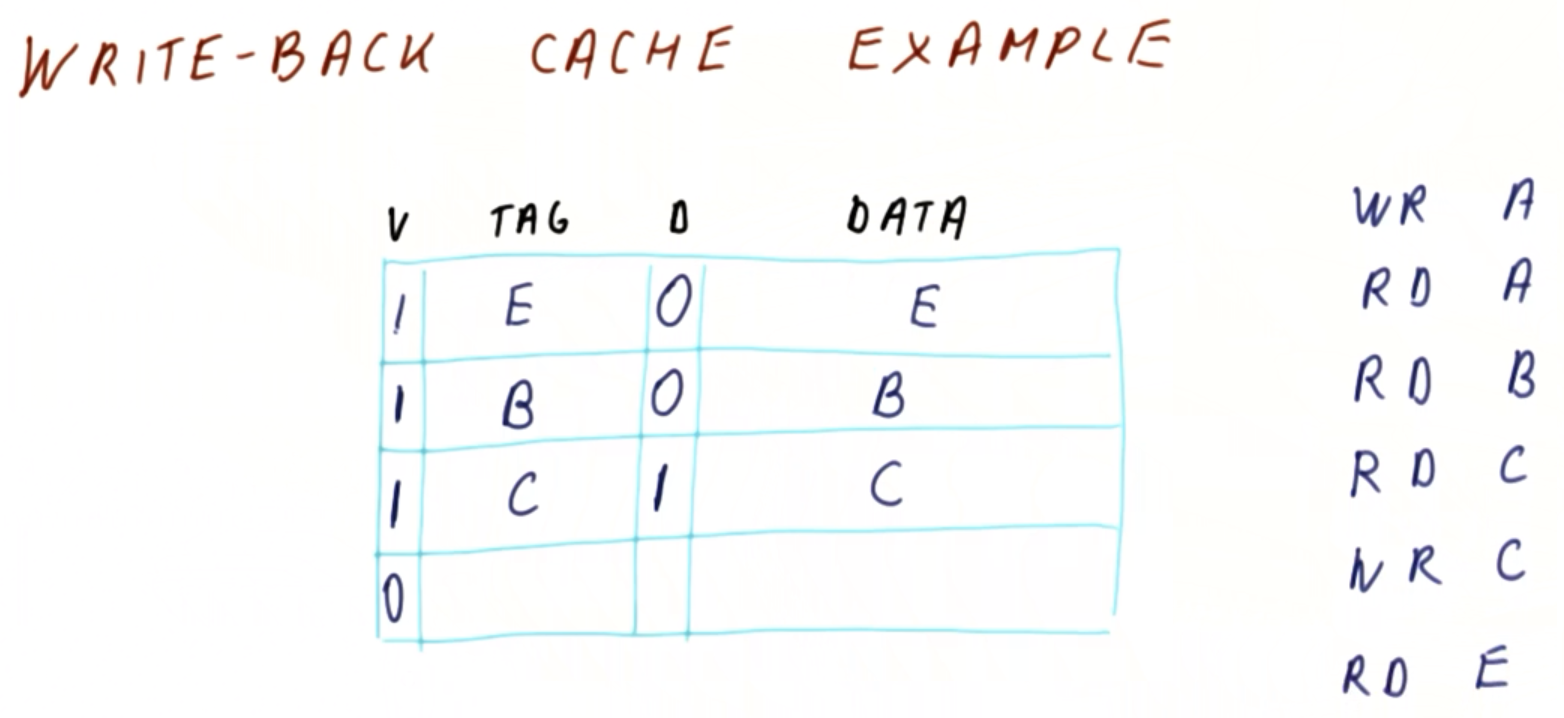 WRITE-BACK CACHE EXAMPLE
V TAG D DATA
1 E 0 E
1 B 0 B
1 C 1 C
0
WR A
RD A
RD B
RD C
WR C
RD E